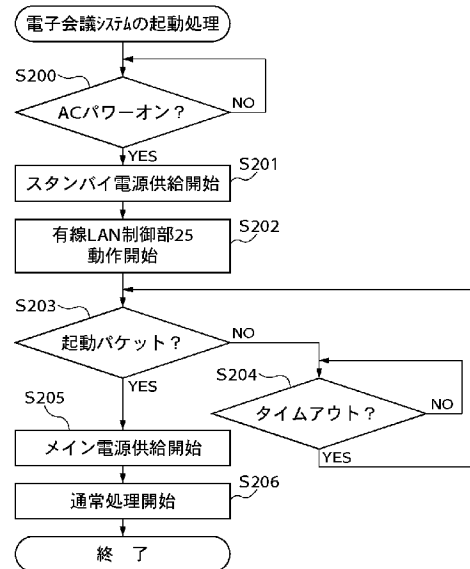 電子会議システムの起動処理
S200
ACパワーオン？
NO
YES
S201
スタンバイ電源供給開始
S202
有線LAN制御部25
動作開始
S203
起動パケット？
NO
YES
S204
タイムアウト？
NO
YES
S205
メイン電源供給開始
S206
通常処理開始
終 了